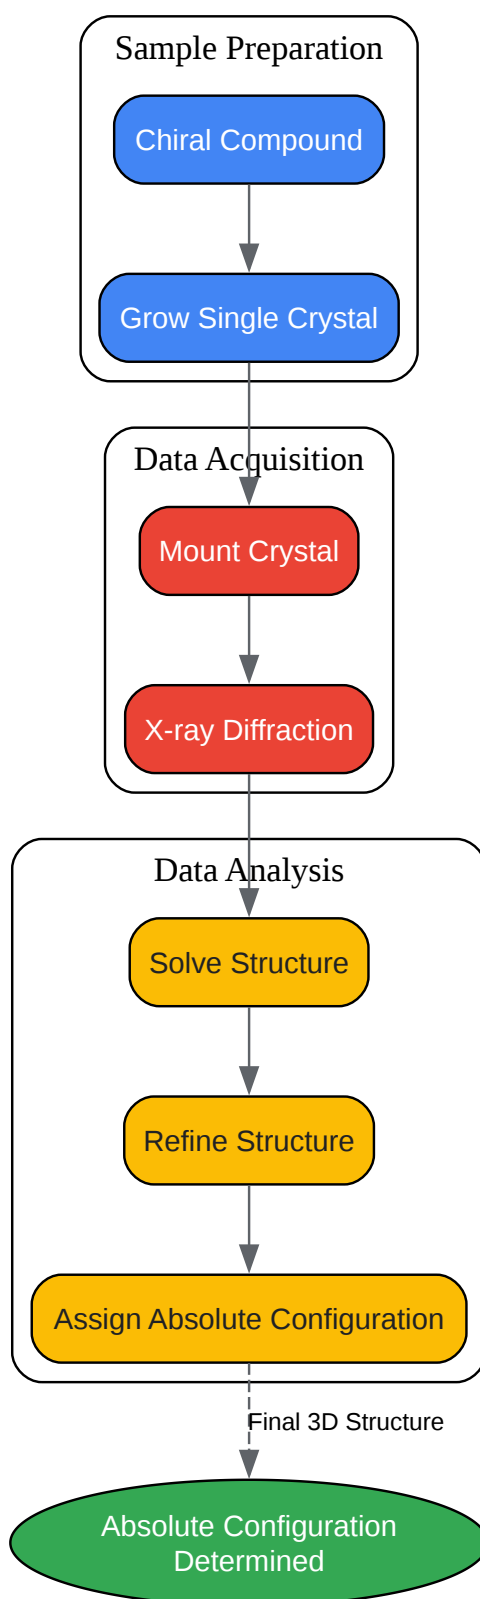 Sample Preparation
Chiral Compound
Grow Single Crystal
Data Acquisition
Mount Crystal
X-ray Diffraction
Data Analysis
Solve Structure
Refine Structure
Assign Absolute Configuration
Final 3D Structure
Absolute Configuration
Determined